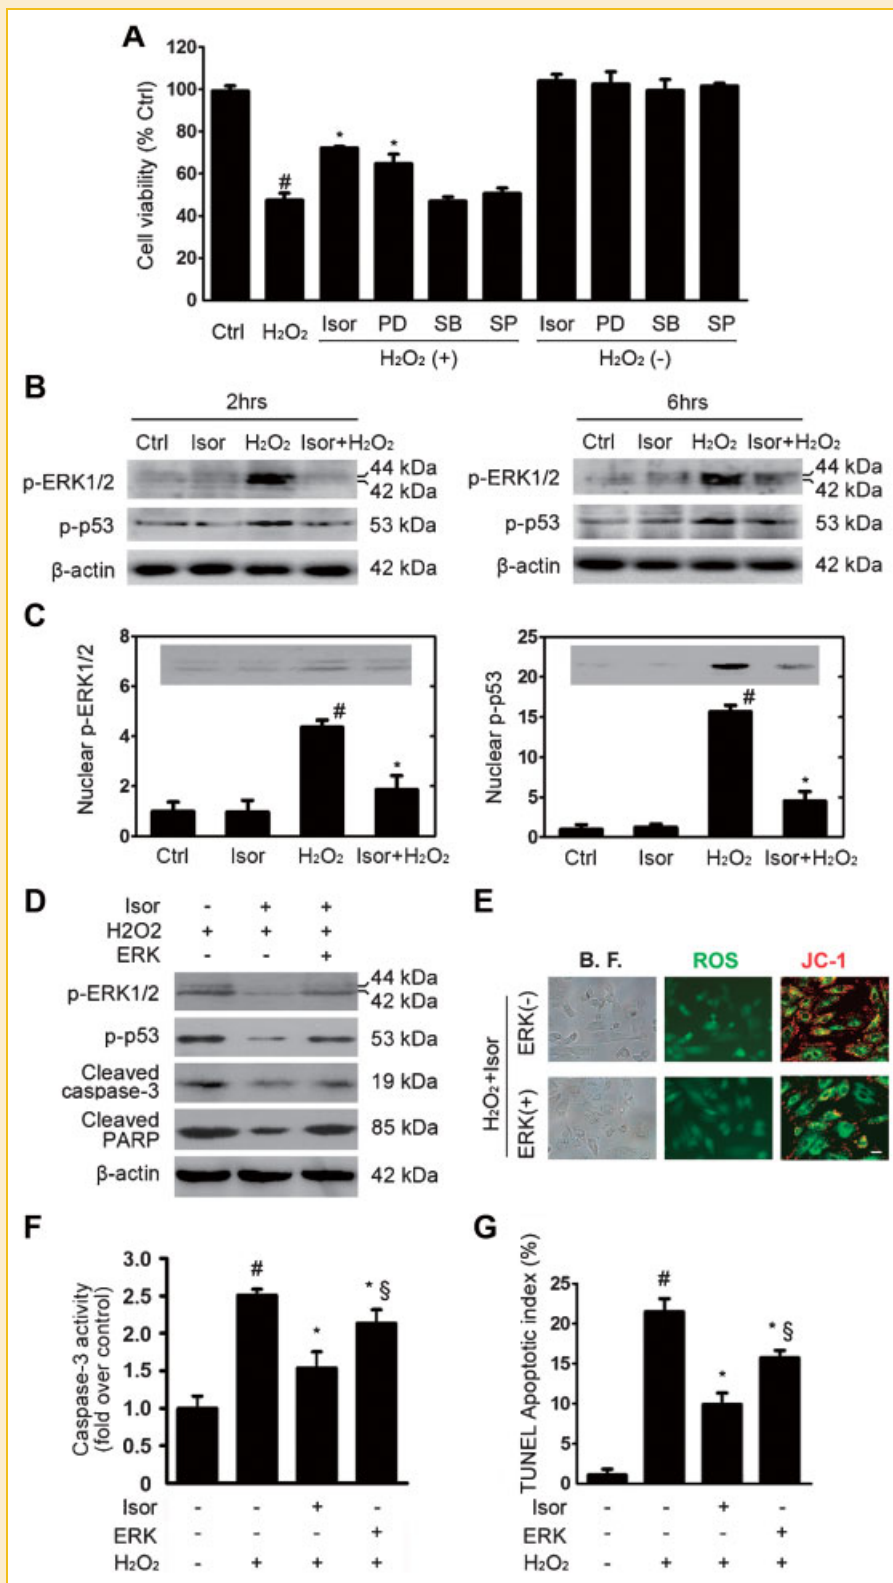 A
Cell viability (% Ctrl)
120
100
80
60
40
20
0
#
*
*
Ctrl H₂O₂ Isor PD SB SP Isor PD SB SP
H₂O₂ (+) H₂O₂ (-)
B
2hrs
Ctrl Isor H₂O₂ Isor+H₂O₂
p-ERK1/2 44 kDa
42 kDa
p-p53 53 kDa
β-actin 42 kDa
6hrs
Ctrl Isor H₂O₂ Isor+H₂O₂
p-ERK1/2 44 kDa
42 kDa
p-p53 53 kDa
β-actin 42 kDa
C
Nuclear p-ERK1/2
8
6
4
2
0
#
*
Ctrl Isor H₂O₂ Isor+H₂O₂
Nuclear p-p53
25
20
15
10
5
0
#
*
Ctrl Isor H₂O₂ Isor+H₂O₂
D
Isor - + +
H2O2 + + +
ERK - - +
p-ERK1/2 44 kDa
42 kDa
p-p53 53 kDa
Cleaved
caspase-3 19 kDa
Cleaved
PARP 85 kDa
β-actin 42 kDa
E
B. F. ROS JC-1
H₂O₂+Isor
ERK(-)
ERK(+)
F
Caspase-3 activity
(fold over control)
3.0
2.5
2.0
1.5
1.0
0.5
0
#
*
* §
Isor - - + -
ERK - - - +
H₂O₂ - + + +
G
TUNEL Apoptotic index (%)
25
20
15
10
5
0
#
*
* §
Isor - - + -
ERK - - - +
H₂O₂ - + + +